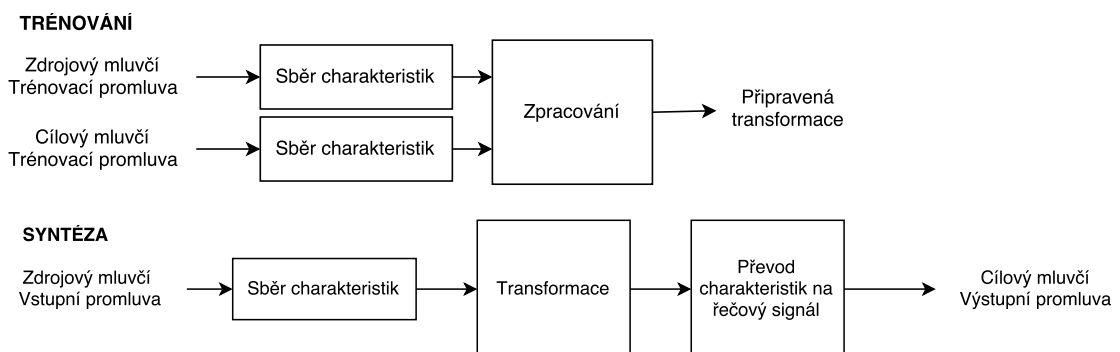 TRÉNOVÁNÍ
Zdrojový mluvčí
Trénovací promluva
Sběr charakteristik
Cílový mluvčí
Trénovací promluva
Sběr charakteristik
Zpracování
Připravená
transformace
SYNTÉZA
Zdrojový mluvčí
Vstupní promluva
Sběr charakteristik
Transformace
Převod
charakteristik na
řečový signál
Cílový mluvčí
Výstupní promluva